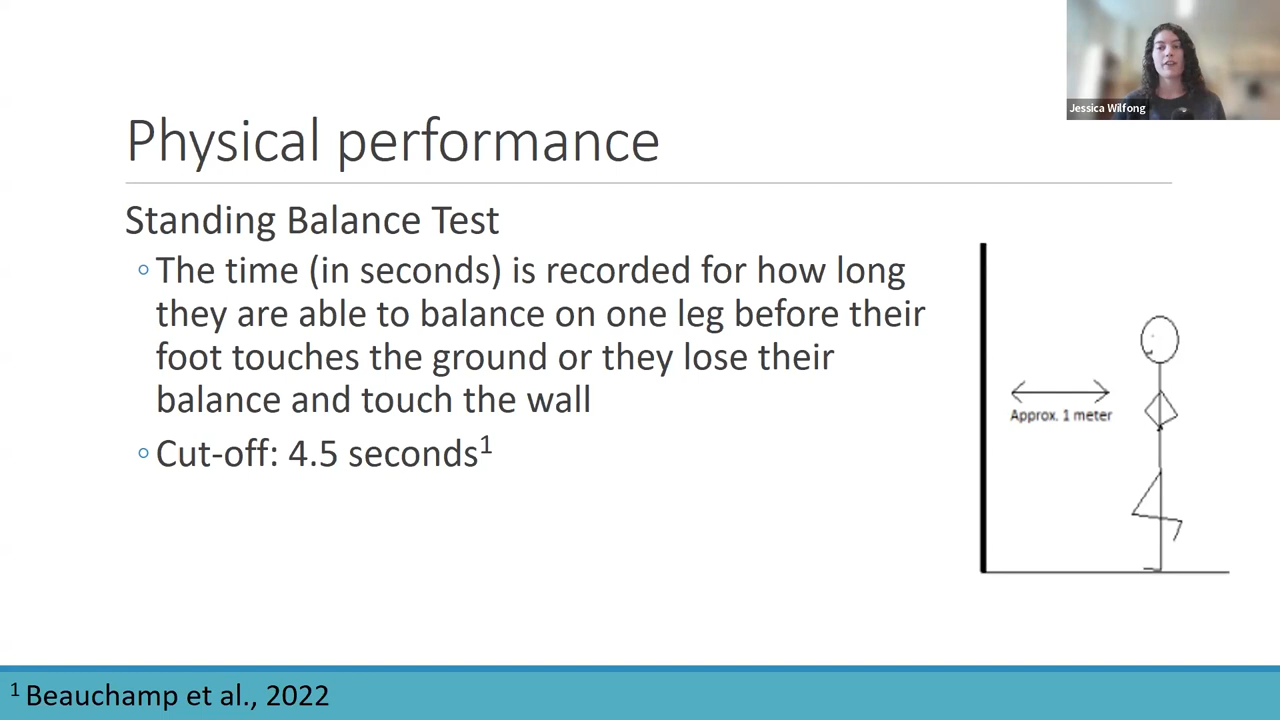 Jessica Wilfong
Physical performance
Standing Balance Test
◦ The time (in seconds) is recorded for how long
they are able to balance on one leg before their
foot touches the ground or they lose their
balance and touch the wall
◦ Cut-off: 4.5 seconds¹
Approx. 1 meter
¹ Beauchamp et al., 2022